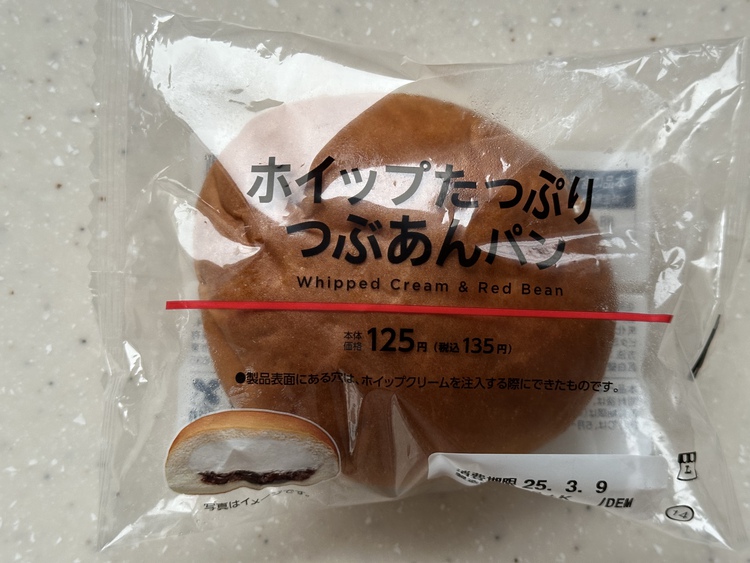 ホイップたっぷり
つぶあんパン
Whipped Cream & Red Bean
本体価格 125円 (税込135円)
●製品表面にある穴は、ホイップクリームを注入する際にできたものです。
写真はイメージです。
消費期限 25. 3. 9
/DEM
L
14